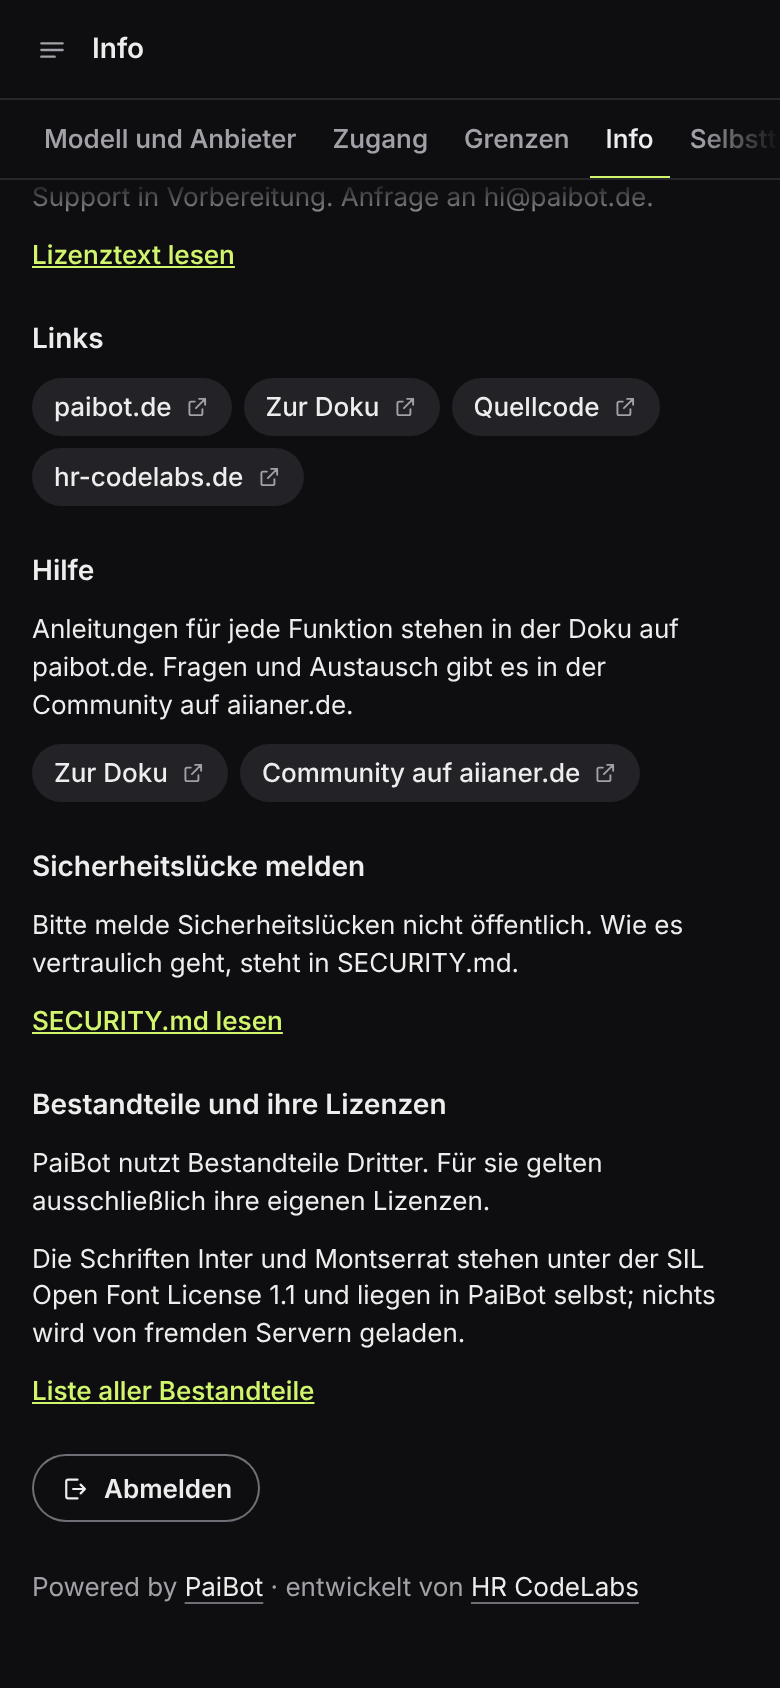 Info
Modell und Anbieter Zugang Grenzen Info Selbstt
Support in Vorbereitung. Anfrage an hi@paibot.de.
Lizenztext lesen
Links
paibot.de Zur Doku Quellcode
hr-codelabs.de
Hilfe
Anleitungen für jede Funktion stehen in der Doku auf
paibot.de. Fragen und Austausch gibt es in der
Community auf aiianer.de.
Zur Doku Community auf aiianer.de
Sicherheitslücke melden
Bitte melde Sicherheitslücken nicht öffentlich. Wie es
vertraulich geht, steht in SECURITY.md.
SECURITY.md lesen
Bestandteile und ihre Lizenzen
PaiBot nutzt Bestandteile Dritter. Für sie gelten
ausschließlich ihre eigenen Lizenzen.
Die Schriften Inter und Montserrat stehen unter der SIL
Open Font License 1.1 und liegen in PaiBot selbst; nichts
wird von fremden Servern geladen.
Liste aller Bestandteile
Abmelden
Powered by PaiBot · entwickelt von HR CodeLabs